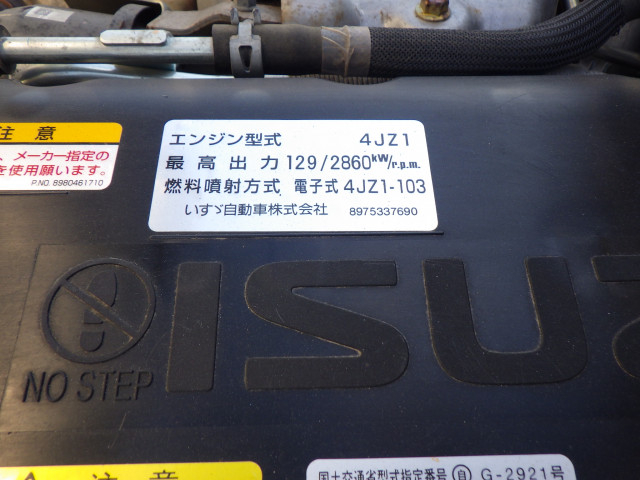 注意
、メーカー指定の
を使用願います。
P.NO. 8980461710
エンジン型式 4JZ1
最高出力 129/2860kW/r.p.m.
燃料噴射方式 電子式 4JZ1-103
いすゞ自動車株式会社 8975337690
ISUZ
NO STEP
注意
国土交通省型式指定番号 自 G-2921号